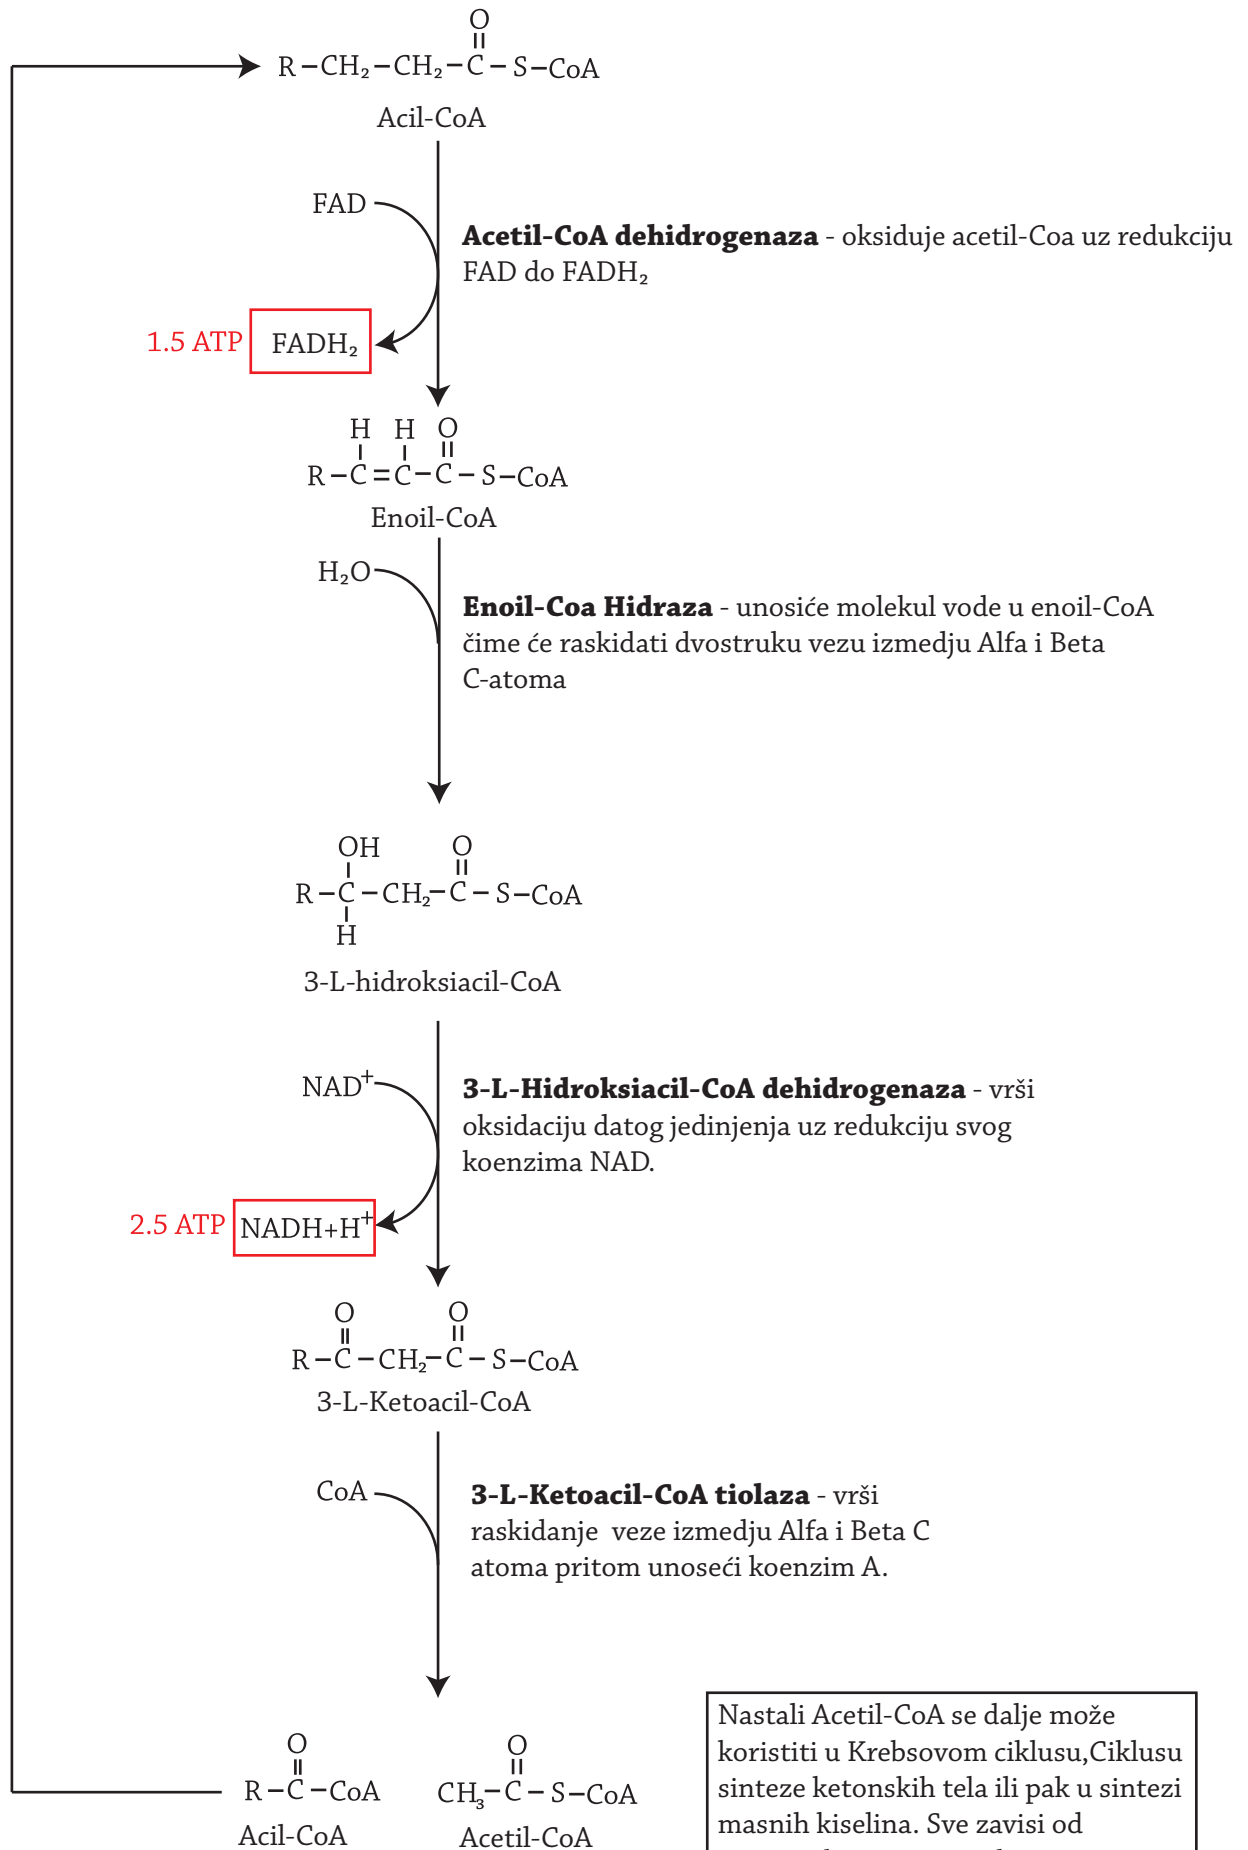 O
R – CH₂ – CH₂ – C – S – CoA
Acil-CoA
FAD
Acetil-CoA dehidrogenaza - oksiduje acetil-Coa uz redukciju
FAD do FADH₂
1.5 ATP FADH₂
H H O
R – C = C – C – S – CoA
Enoil-CoA
H₂O
Enoil-Coa Hidraza - unosiće molekul vode u enoil-CoA
čime će raskidati dvostruku vezu izmedju Alfa i Beta
C-atoma
OH O
R – C – CH₂ – C – S – CoA
H
3-L-hidroksiacil-CoA
NAD⁺
3-L-Hidroksiacil-CoA dehidrogenaza - vrši
oksidaciju datog jedinjenja uz redukciju svog
koenzima NAD.
2.5 ATP NADH+H⁺
O O
R – C – CH₂ – C – S – CoA
3-L-Ketoacil-CoA
CoA
3-L-Ketoacil-CoA tiolaza - vrši
raskidanje veze izmedju Alfa i Beta C
atoma pritom unoseći koenzim A.
O
R – C – CoA
Acil-CoA
O
CH₃ – C – S – CoA
Acetil-CoA
Nastali Acetil-CoA se dalje može
koristiti u Krebsovom ciklusu,Ciklusu
sinteze ketonskih tela ili pak u sintezi
masnih kiselina. Sve zavisi od